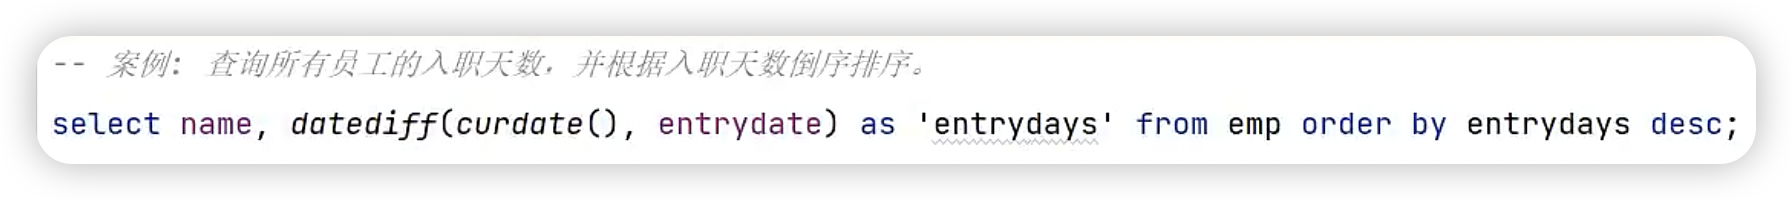 -- 案例: 查询所有员工的入职天数，并根据入职天数倒序排序。
select name, datediff(curdate(), entrydate) as 'entrydays' from emp order by entrydays desc;